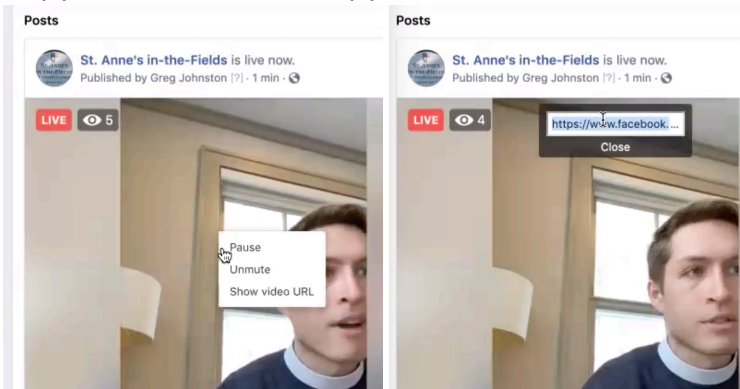 Posts
St. Anne's in-the-Fields is live now.
Published by Greg Johnston [?] · 1 min ·
LIVE 5
Pause
Unmute
Show video URL
Posts
St. Anne's in-the-Fields is live now.
Published by Greg Johnston [?] · 1 min ·
LIVE 4
https://www.facebook. ...
Close